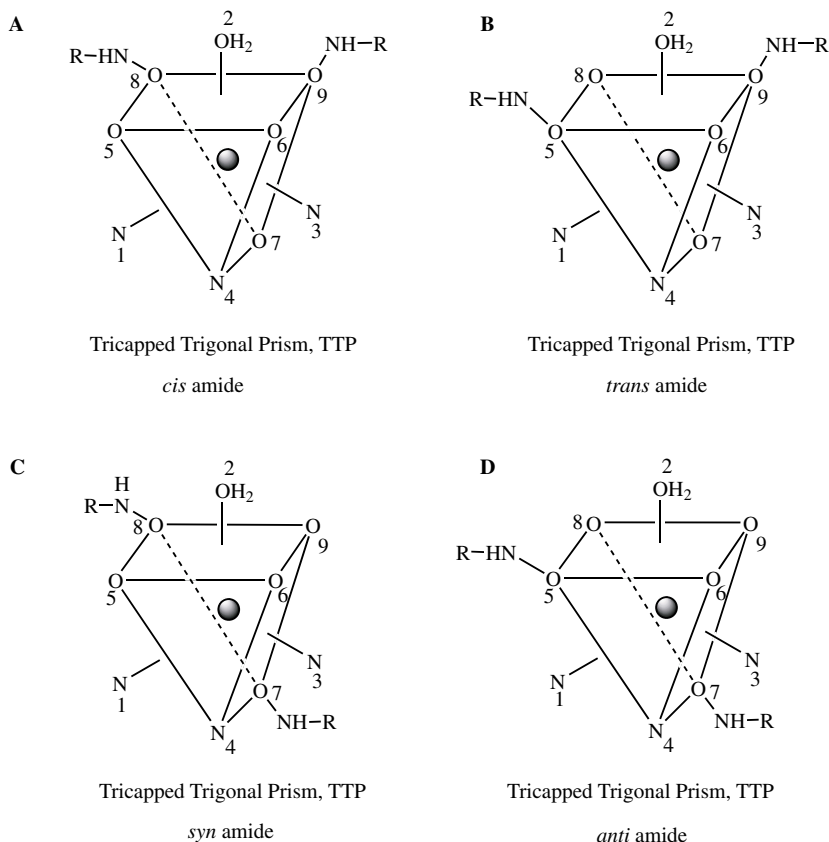 A
2
OH2
R–HN
NH–R
8
O
O
9
O
5
O
6
N
1
N
3
O
7
N
4
Tricapped Trigonal Prism, TTP
cis amide
B
2
OH2
NH–R
8
O
O
9
R–HN
O
5
O
6
N
1
N
3
O
7
N
4
Tricapped Trigonal Prism, TTP
trans amide
C
2
OH2
H
R–N
8
O
O
9
O
5
O
6
N
1
N
3
O
7
N
4
NH–R
Tricapped Trigonal Prism, TTP
syn amide
D
2
OH2
8
O
O
9
R–HN
O
5
O
6
N
1
N
3
O
7
N
4
NH–R
Tricapped Trigonal Prism, TTP
anti amide